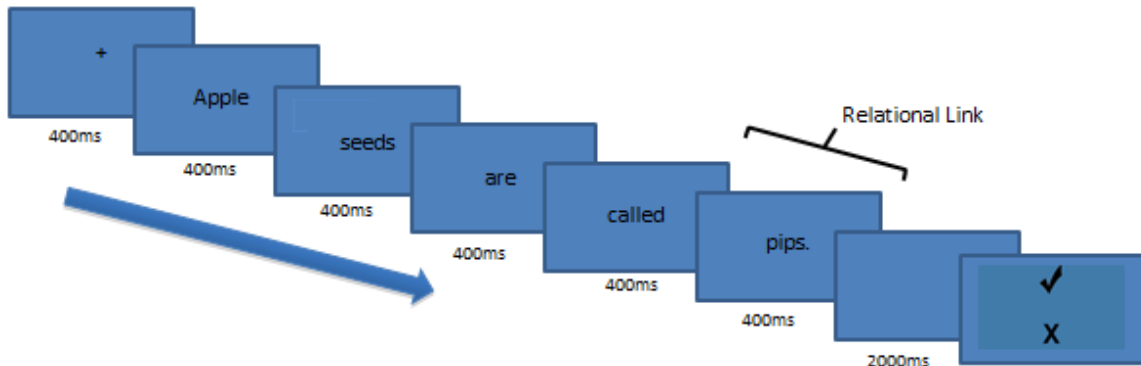 +
400ms
Apple
400ms
seeds
400ms
are
400ms
called
400ms
Relational Link
pips.
400ms
2000ms
✓
X